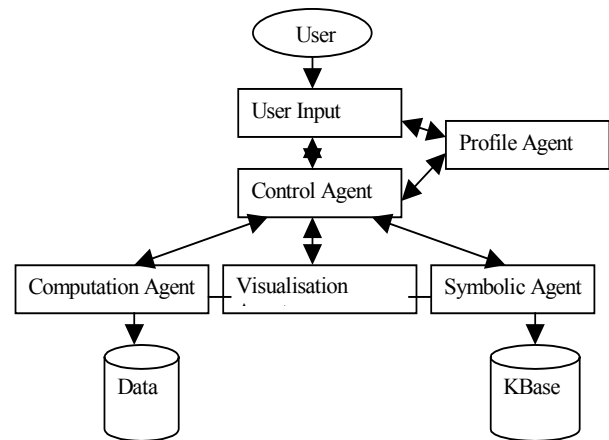 User
User Input
Profile Agent
Control Agent
Computation Agent
Visualisation
Symbolic Agent
Data
KBase